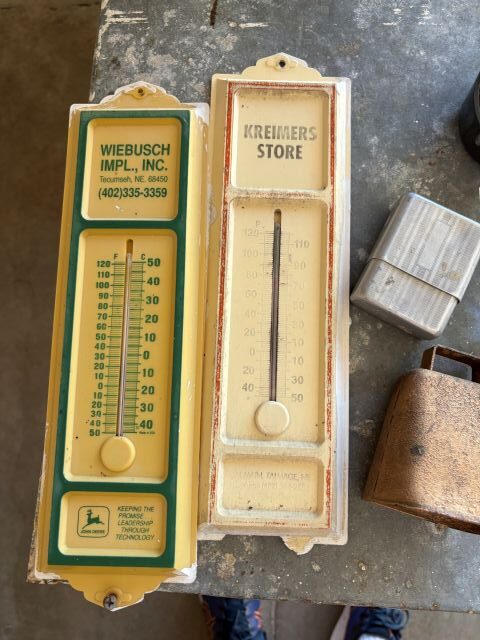 WIEBUSCH
IMPL., INC.
Tecumseh, NE. 68450
(402)335-3359
F C
120 50
110
100 40
90
80 30
70 20
60
50 10
40
30 0
20
10 10
0
10 20
20 30
30
40 40
50
JOHN DEERE
KEEPING THE
PROMISE
LEADERSHIP
THROUGH
TECHNOLOGY
KREIMERS
STORE
F
120 110
100 90
80 70
60 50
40 30
20 10
0 10
20 30
40 50